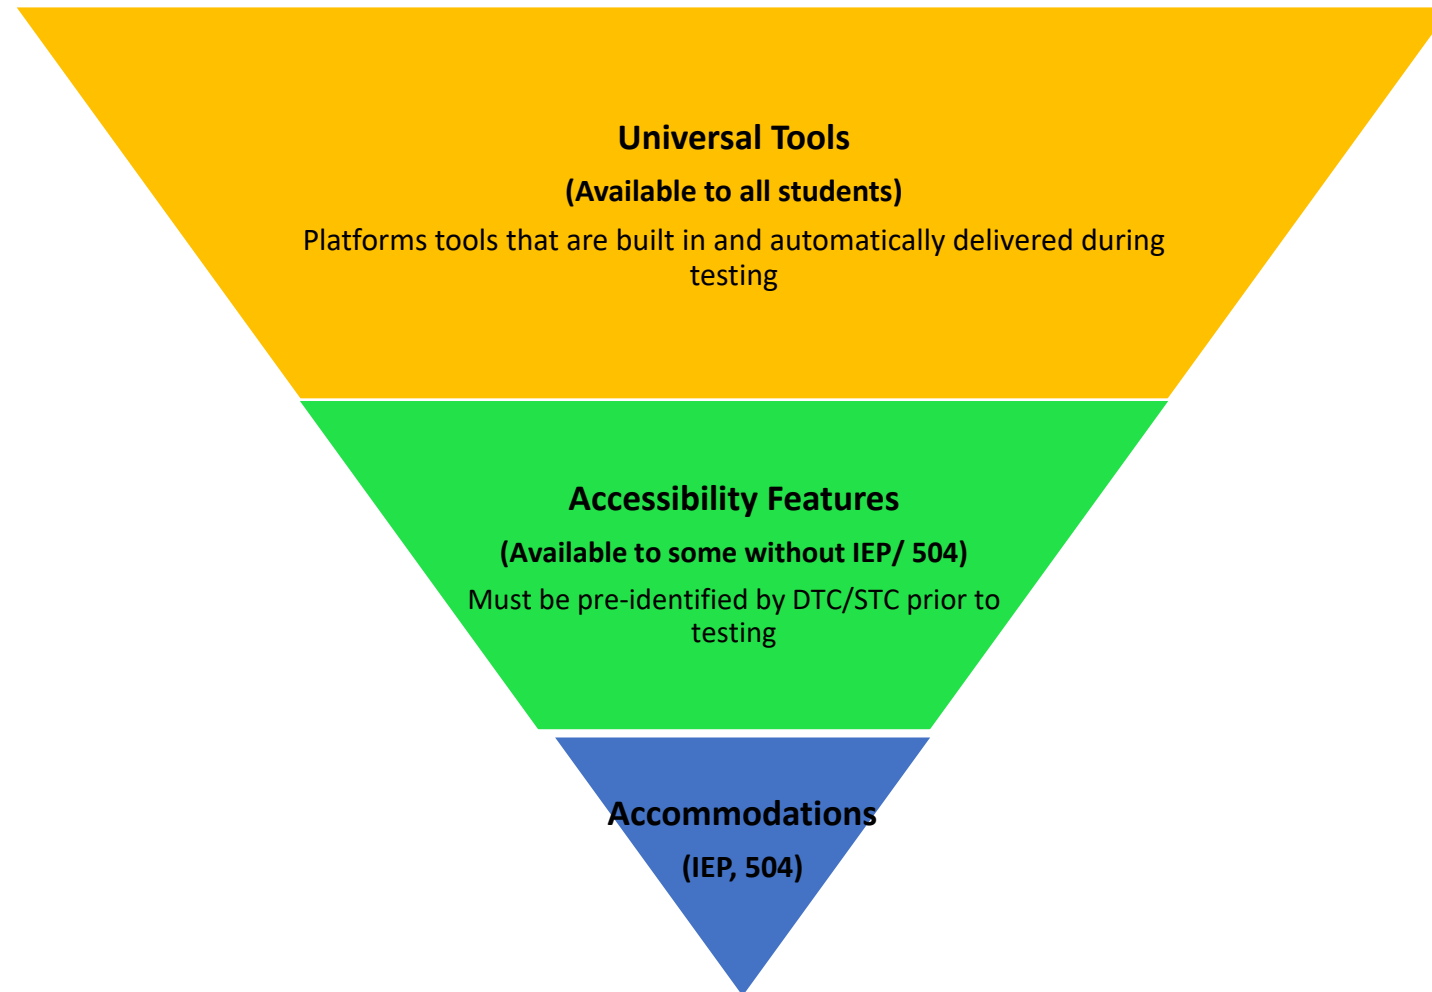 Universal Tools
(Available to all students)
Platforms tools that are built in and automatically delivered during
testing
Accessibility Features
(Available to some without IEP/ 504)
Must be pre-identified by DTC/STC prior to
testing
Accommodations
(IEP, 504)